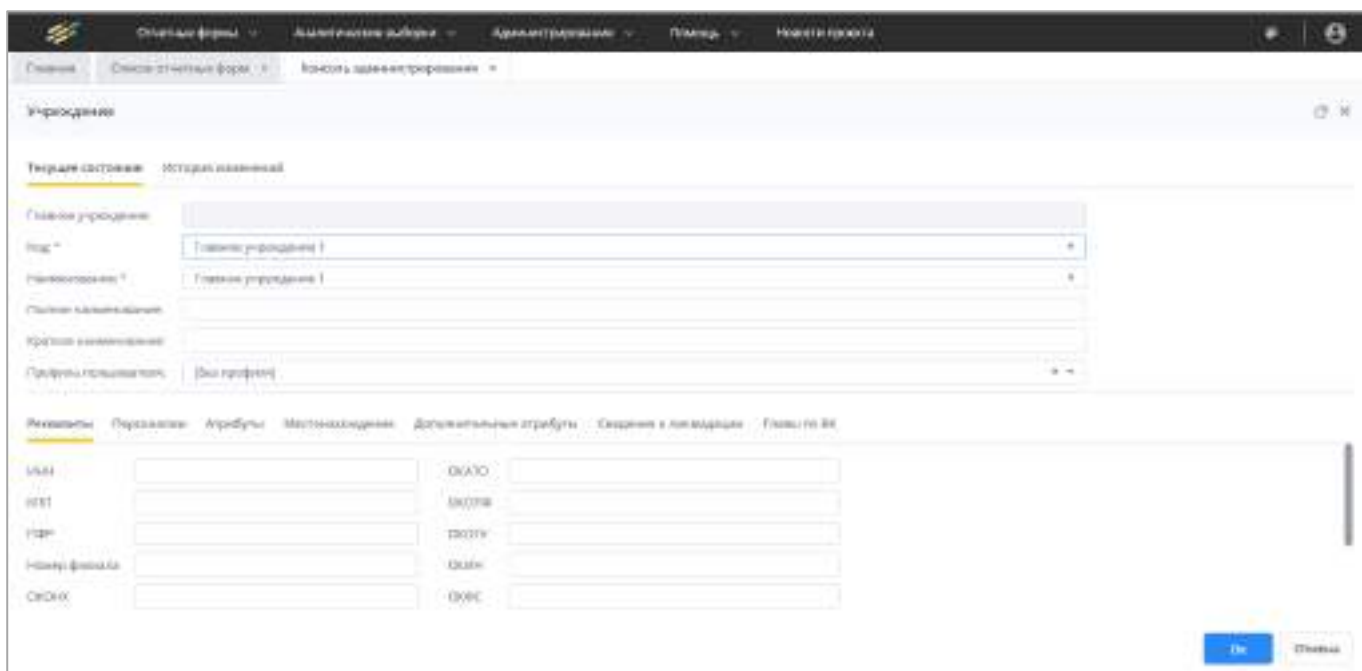 Отчетные формы Аналитические выборки Администрирование Помощь Новости проекта
Главная Список отчетных форм × Консоль администрирования ×
Учреждение
Текущее состояние История изменений
Главное учреждение
Код * Главное учреждение 1
Наименование * Главное учреждение 1
Полное наименование
Краткое наименование
Профиль пользователя (без профиля)
Реквизиты Персоналии Атрибуты Местонахождение Дополнительные атрибуты Сведения о ликвидации Главы по БК
ИНН ОКАТО
КПП ОКОПФ
ПФР ОКОГУ
Номер филиала
ОКОНХ ОКФС
Ок Отмена